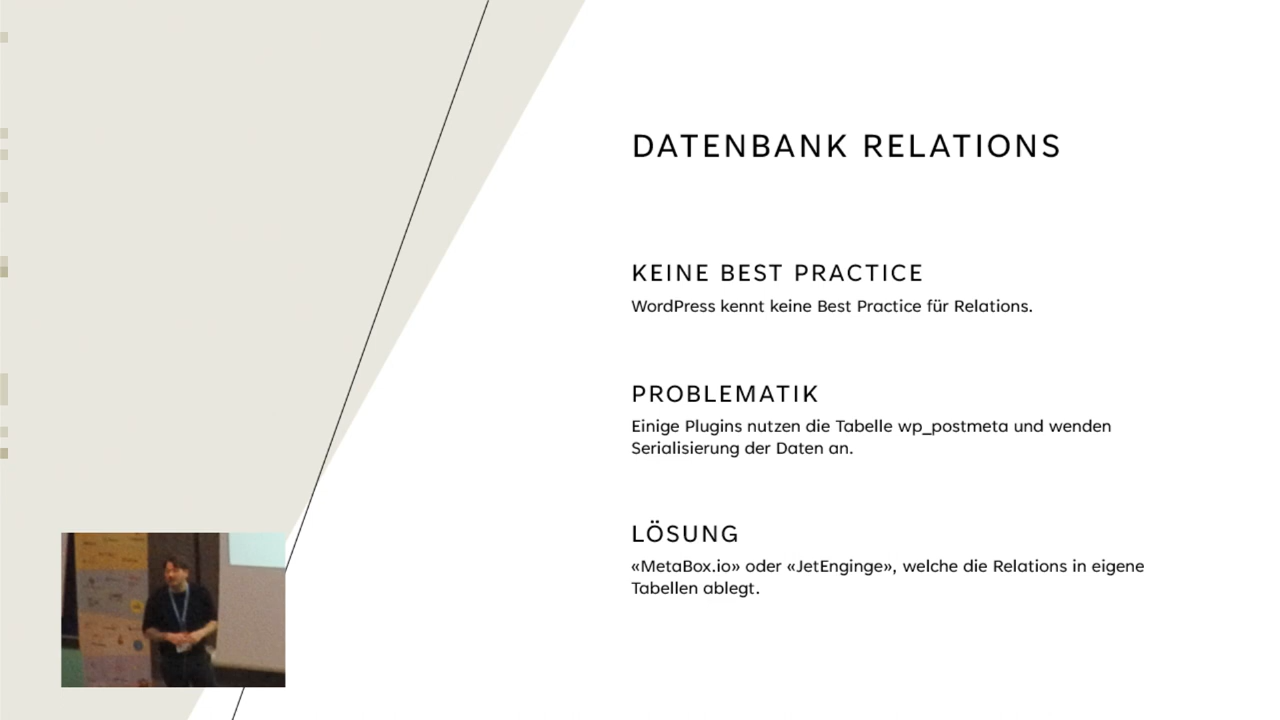 DATENBANK RELATIONS
KEINE BEST PRACTICE
WordPress kennt keine Best Practice für Relations.
PROBLEMATIK
Einige Plugins nutzen die Tabelle wp_postmeta und wenden
Serialisierung der Daten an.
LÖSUNG
«MetaBox.io» oder «JetEnginge», welche die Relations in eigene
Tabellen ablegt.